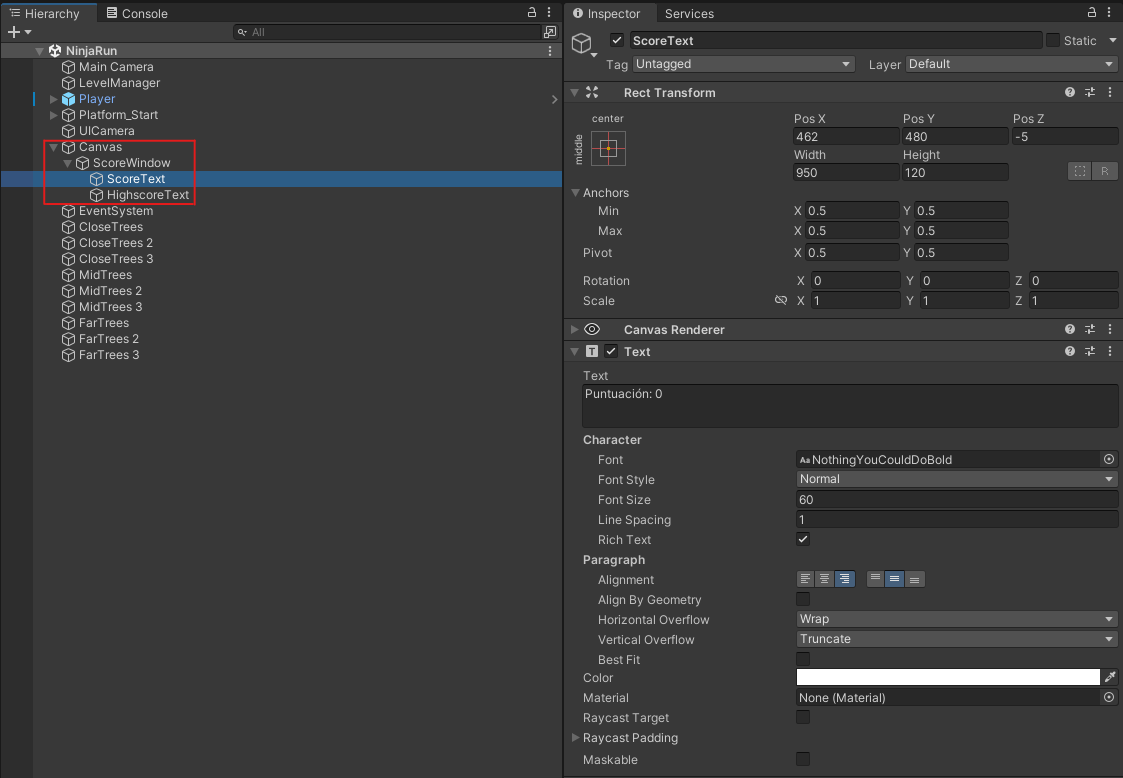 Hierarchy
Console
All
NinjaRun
Main Camera
LevelManager
Player
Platform_Start
UICamera
Canvas
ScoreWindow
ScoreText
HighscoreText
EventSystem
CloseTrees
CloseTrees 2
CloseTrees 3
MidTrees
MidTrees 2
MidTrees 3
FarTrees
FarTrees 2
FarTrees 3
Inspector
Services
ScoreText
Static
Tag Untagged
Layer Default
Rect Transform
center
middle
Pos X Pos Y Pos Z
462 480 -5
Width Height
950 120
R
Anchors
Min X 0.5 Y 0.5
Max X 0.5 Y 0.5
Pivot X 0.5 Y 0.5
Rotation X 0 Y 0 Z 0
Scale X 1 Y 1 Z 1
Canvas Renderer
T Text
Text
Puntuación: 0
Character
Font Aa NothingYouCouldDoBold
Font Style Normal
Font Size 60
Line Spacing 1
Rich Text
Paragraph
Alignment
Align By Geometry
Horizontal Overflow Wrap
Vertical Overflow Truncate
Best Fit
Color
Material None (Material)
Raycast Target
Raycast Padding
Maskable